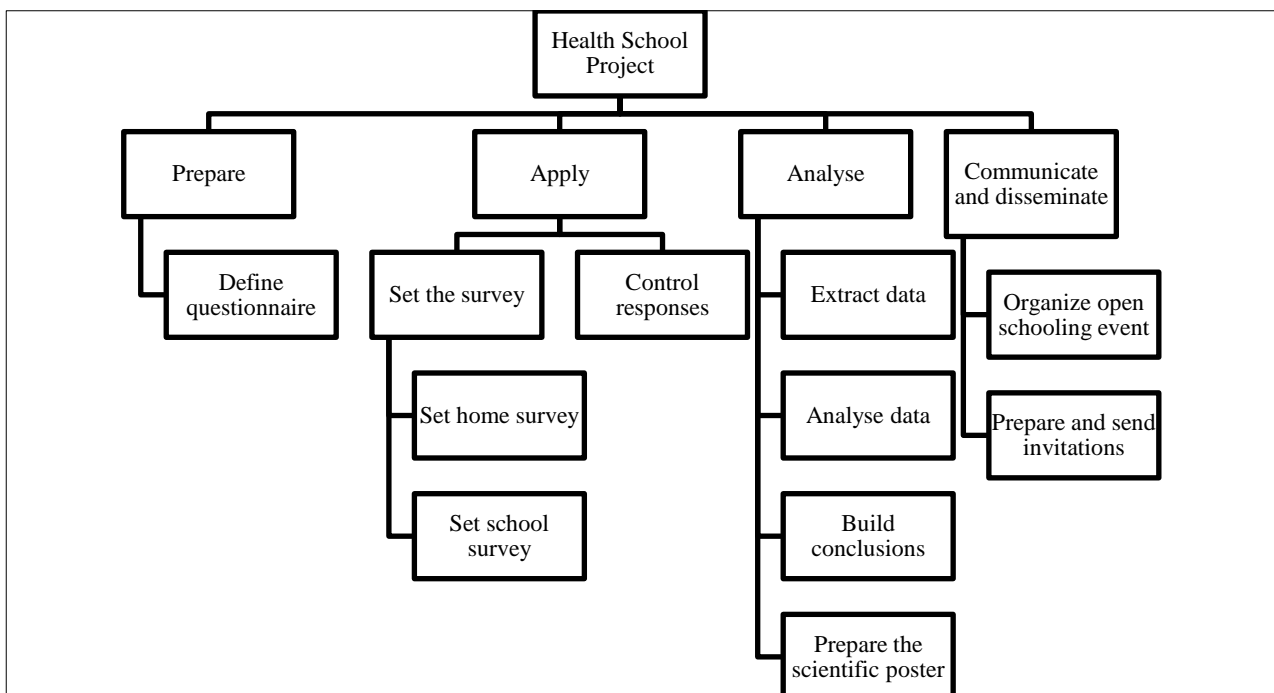 Health School
Project
Prepare
Apply
Analyse
Communicate
and disseminate
Define
questionnaire
Set the survey
Control
responses
Set home survey
Set school
survey
Extract data
Analyse data
Build
conclusions
Prepare the
scientific poster
Organize open
schooling event
Prepare and send
invitations